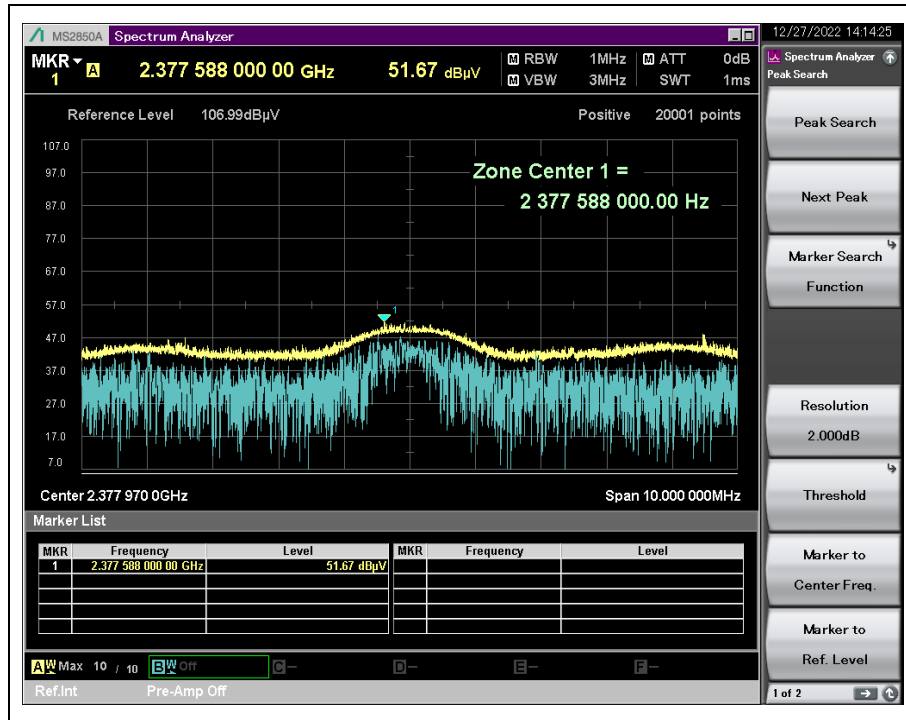 MS2850A Spectrum Analyzer
12/27/2022 14:14:25
MKR 1 A 2.377 588 000 00 GHz 51.67 dBµV
M RBW 1MHz M ATT 0dB
M VBW 3MHz SWT 1ms
Reference Level 106.99dBµV Positive 20001 points
107.0
97.0
87.0
77.0
67.0
57.0
47.0
37.0
27.0
17.0
7.0
Zone Center 1 =
2 377 588 000.00 Hz
1
Center 2.377 970 0GHz Span 10.000 000MHz
Marker List
MKR Frequency Level MKR Frequency Level
1 2.377 588 000 00 GHz 51.67 dBµV
A W Max 10 / 10 B W Off C - D - E - F -
Ref.Int Pre-Amp Off
Spectrum Analyzer
Peak Search
Peak Search
Next Peak
Marker Search
Function
Resolution
2.000dB
Threshold
Marker to
Center Freq.
Marker to
Ref. Level
1 of 2